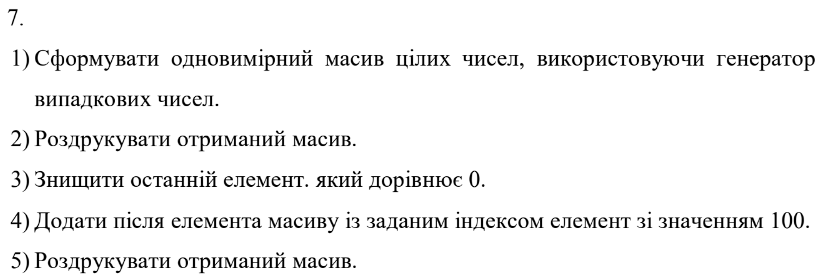 7.
1) Сформувати одновимірний масив цілих чисел, використовуючи генератор
випадкових чисел.
2) Роздрукувати отриманий масив.
3) Знищити останній елемент. який дорівнює 0.
4) Додати після елемента масиву із заданим індексом елемент зі значенням 100.
5) Роздрукувати отриманий масив.